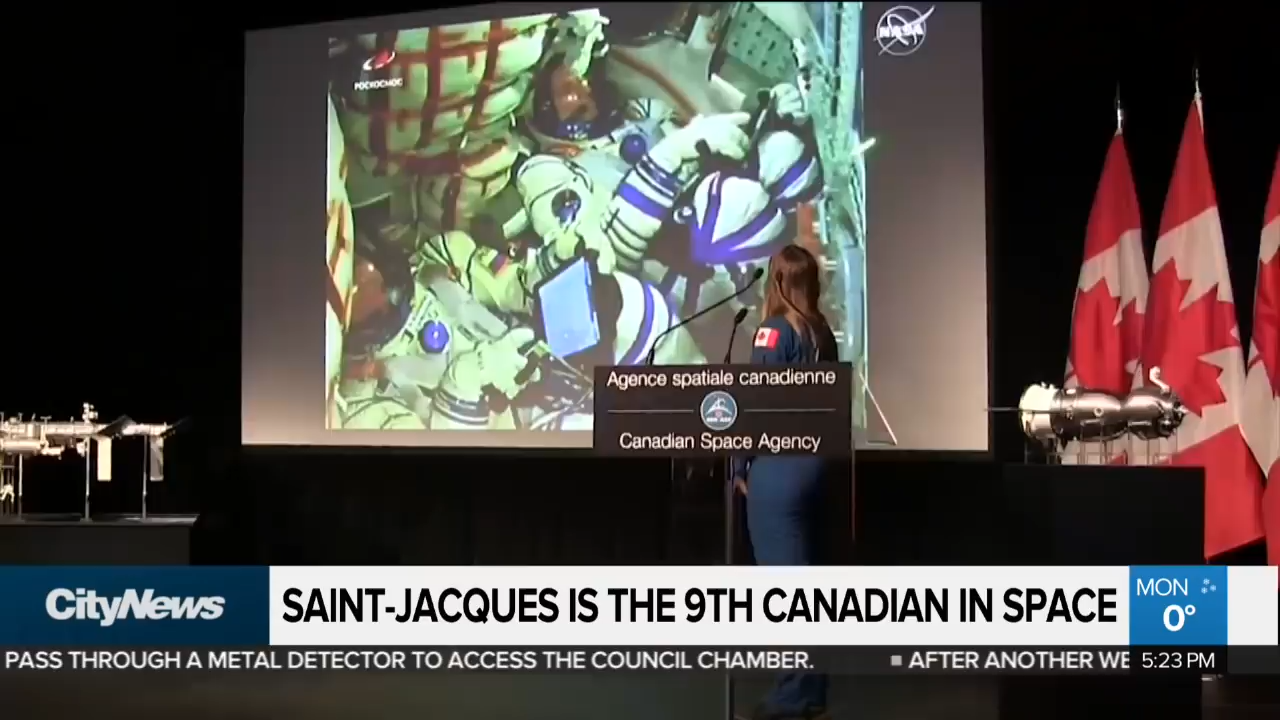 NASA
РОСКОСМОС
Agence spatiale canadienne
Canadian Space Agency
CityNews
SAINT-JACQUES IS THE 9TH CANADIAN IN SPACE
MON
0°
PASS THROUGH A METAL DETECTOR TO ACCESS THE COUNCIL CHAMBER. ■ AFTER ANOTHER WE
5:23 PM